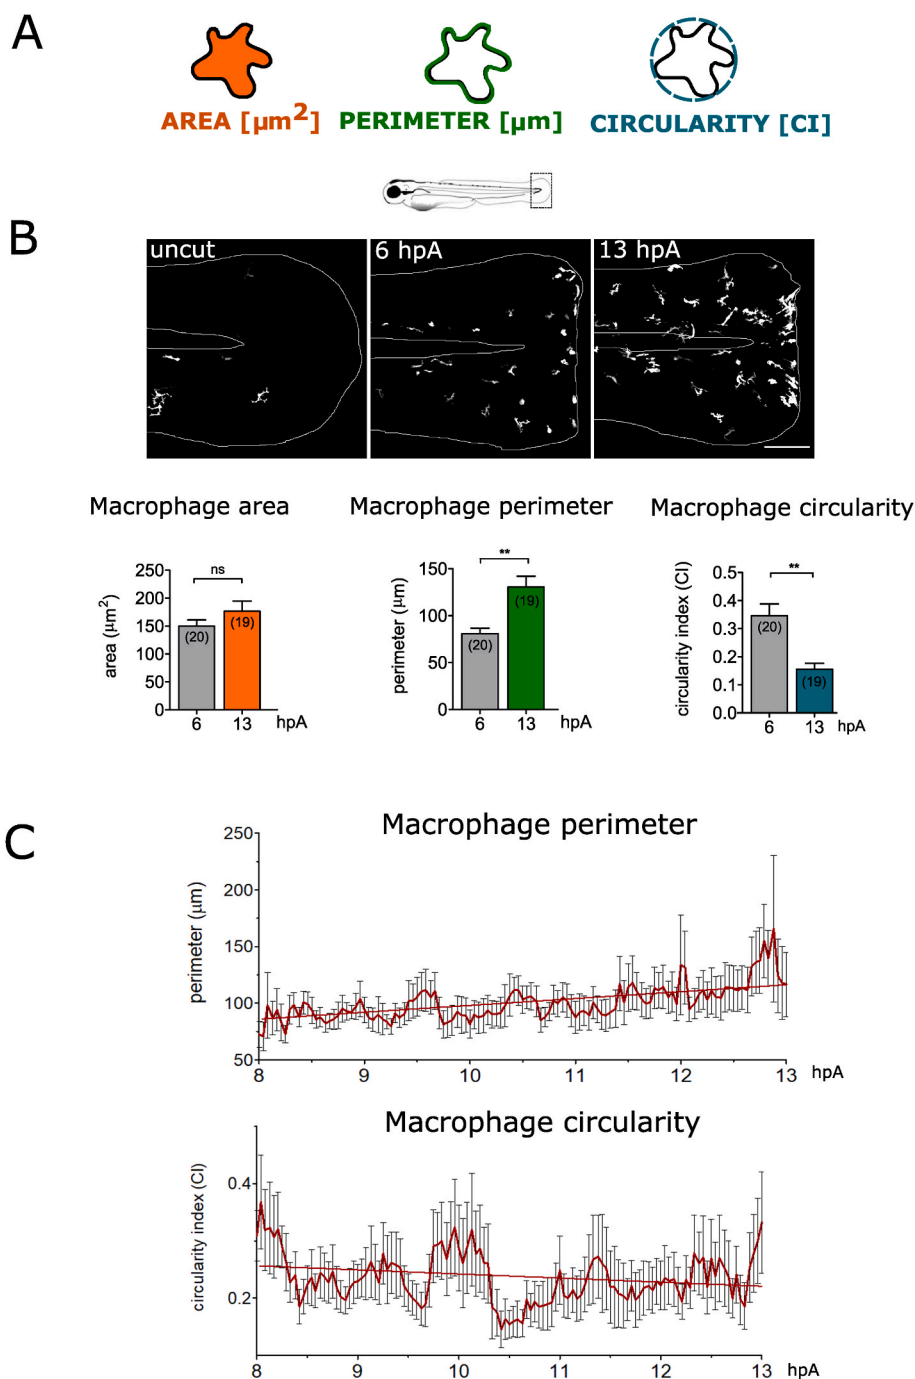 A
AREA [µm²] PERIMETER [µm] CIRCULARITY [CI]
B
uncut 6 hpA 13 hpA
Macrophage area Macrophage perimeter Macrophage circularity
area (µm²)
250
200
150
100
50
0
ns
(20) (19)
6 13 hpA
perimeter (µm)
150
100
50
0
**
(20) (19)
6 13 hpA
circularity index (CI)
0.5
0.4
0.3
0.2
0.1
0.0
**
(20) (19)
6 13 hpA
C
Macrophage perimeter
perimeter (µm)
250
200
150
100
50
8 9 10 11 12 13 hpA
Macrophage circularity
circularity index (CI)
0.4
0.2
8 9 10 11 12 13 hpA